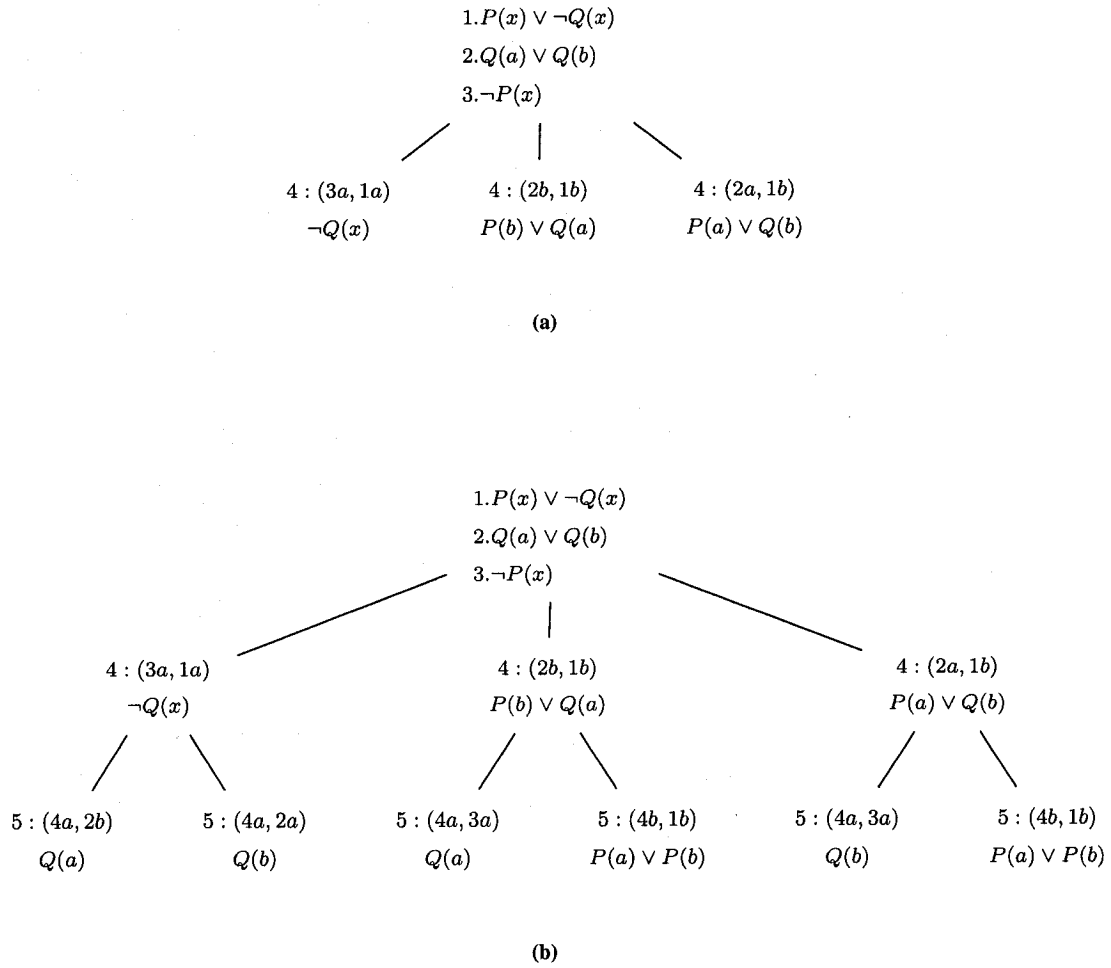 1.P(x) ∨ ¬Q(x)
2.Q(a) ∨ Q(b)
3.¬P(x)
4 : (3a, 1a) 4 : (2b, 1b) 4 : (2a, 1b)
¬Q(x) P(b) ∨ Q(a) P(a) ∨ Q(b)
(a)
1.P(x) ∨ ¬Q(x)
2.Q(a) ∨ Q(b)
3.¬P(x)
4 : (3a, 1a) 4 : (2b, 1b) 4 : (2a, 1b)
¬Q(x) P(b) ∨ Q(a) P(a) ∨ Q(b)
5 : (4a, 2b) 5 : (4a, 2a) 5 : (4a, 3a) 5 : (4b, 1b) 5 : (4a, 3a) 5 : (4b, 1b)
Q(a) Q(b) Q(a) P(a) ∨ P(b) Q(b) P(a) ∨ P(b)
(b)